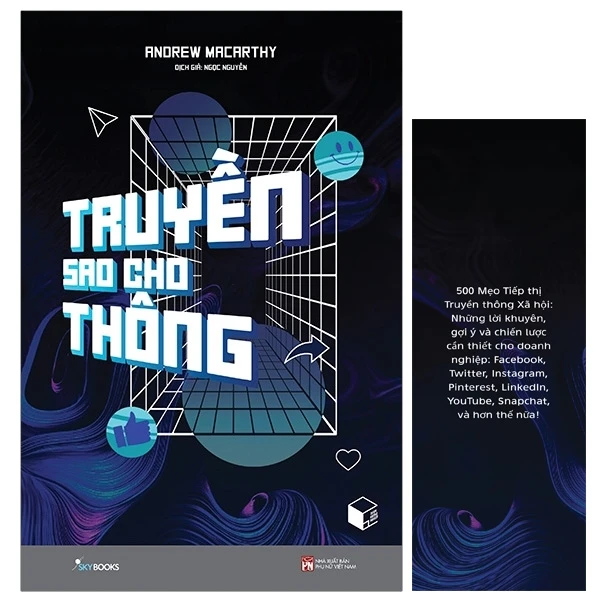 ANDREW MACARTHY
DỊCH GIẢ: NGỌC NGUYỄN
TRUYỀN
SAO CHO
THÔNG
SKYBOOKS
PN
NHÀ XUẤT BẢN
PHỤ NỮ VIỆT NAM
500 Mẹo Tiếp thị
Truyền thông Xã hội:
Những lời khuyên,
gợi ý và chiến lược
cần thiết cho doanh
nghiệp: Facebook,
Twitter, Instagram,
Pinterest, LinkedIn,
YouTube, Snapchat,
và hơn thế nữa!